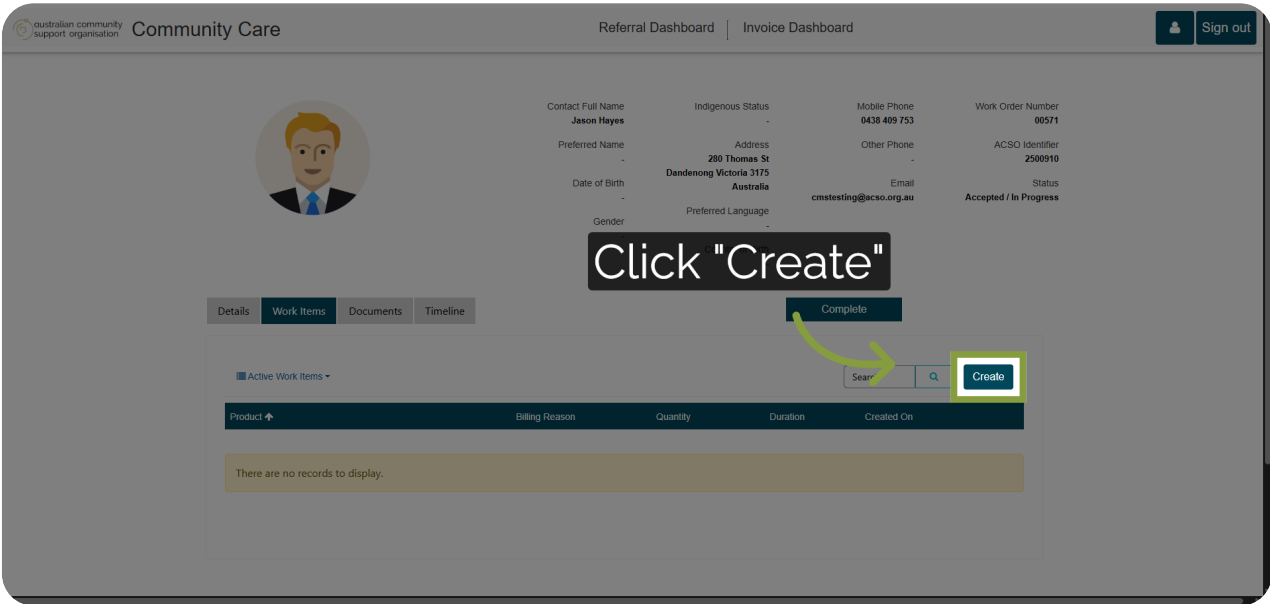 australian community
support organisation
Community Care
Referral Dashboard
Invoice Dashboard
Sign out
Contact Full Name
Jason Hayes
Preferred Name
-
Date of Birth
-
Gender
Indigenous Status
-
Address
280 Thomas St
Dandenong Victoria 3175
Australia
Preferred Language
-
Mobile Phone
0438 409 753
Other Phone
-
Email
cmstesting@acso.org.au
Work Order Number
00571
ACSO Identifier
2500910
Status
Accepted / In Progress
Click "Create"
Details
Work Items
Documents
Timeline
Complete
Active Work Items
Create
Product
Billing Reason
Quantity
Duration
Created On
There are no records to display.